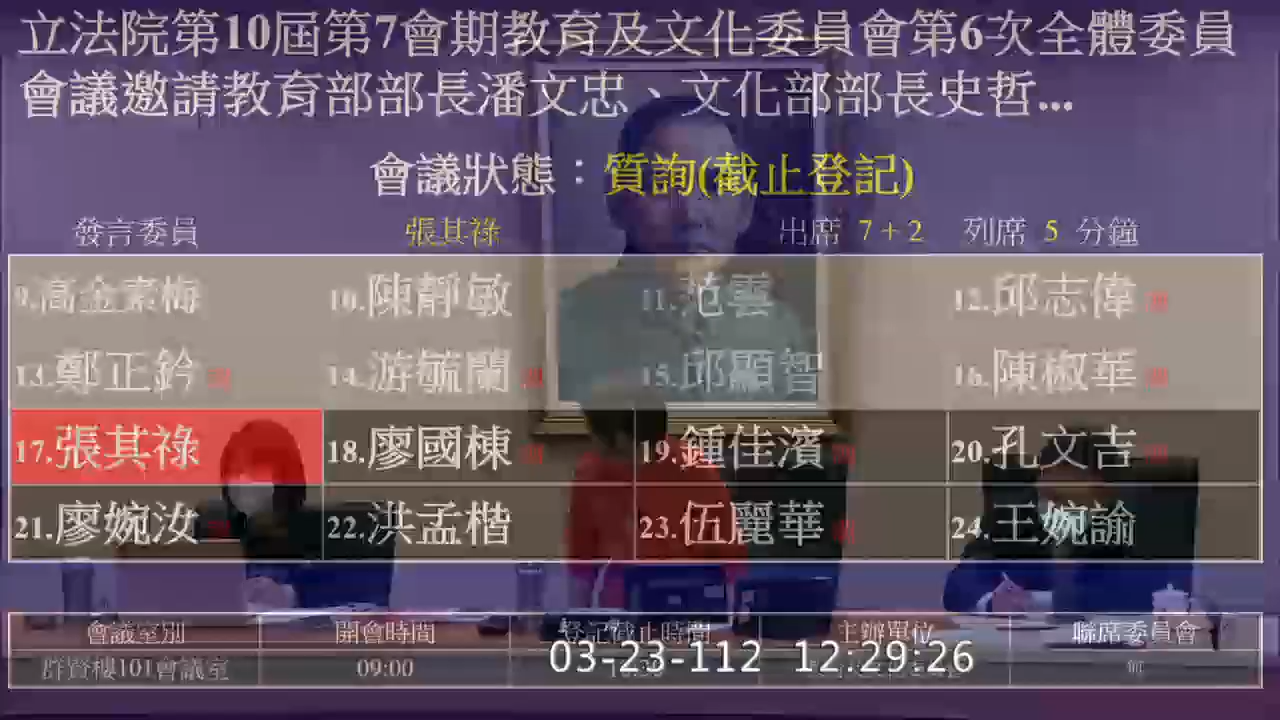 立法院第10屆第7會期教育及文化委員會第6次全體委員
會議邀請教育部部長潘文忠、文化部部長史哲...
會議狀態：質詢(截止登記)
發言委員 張其祿 出席 7+2 列席 5 分鐘
9.高金素梅 10.陳靜敏 11.范雲 12.邱志偉
13.鄭正鈐 14.游毓蘭 15.邱顯智 16.陳椒華
17.張其祿 18.廖國棟 19.鍾佳濱 20.孔文吉
21.廖婉汝 22.洪孟楷 23.伍麗華 24.王婉諭
會議室別 開會時間 登記截止時間 主辦單位 聯席委員會
群賢樓101會議室 09:00
03-23-112 12:29:26